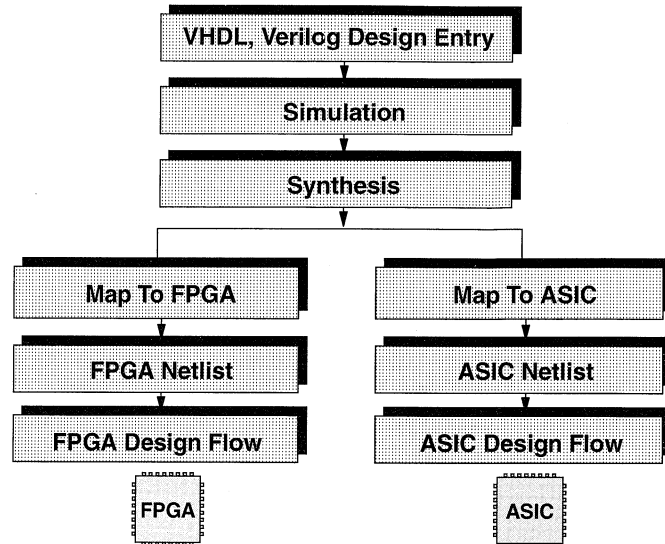 VHDL, Verilog Design Entry
Simulation
Synthesis
Map To FPGA
Map To ASIC
FPGA Netlist
ASIC Netlist
FPGA Design Flow
ASIC Design Flow
FPGA
ASIC